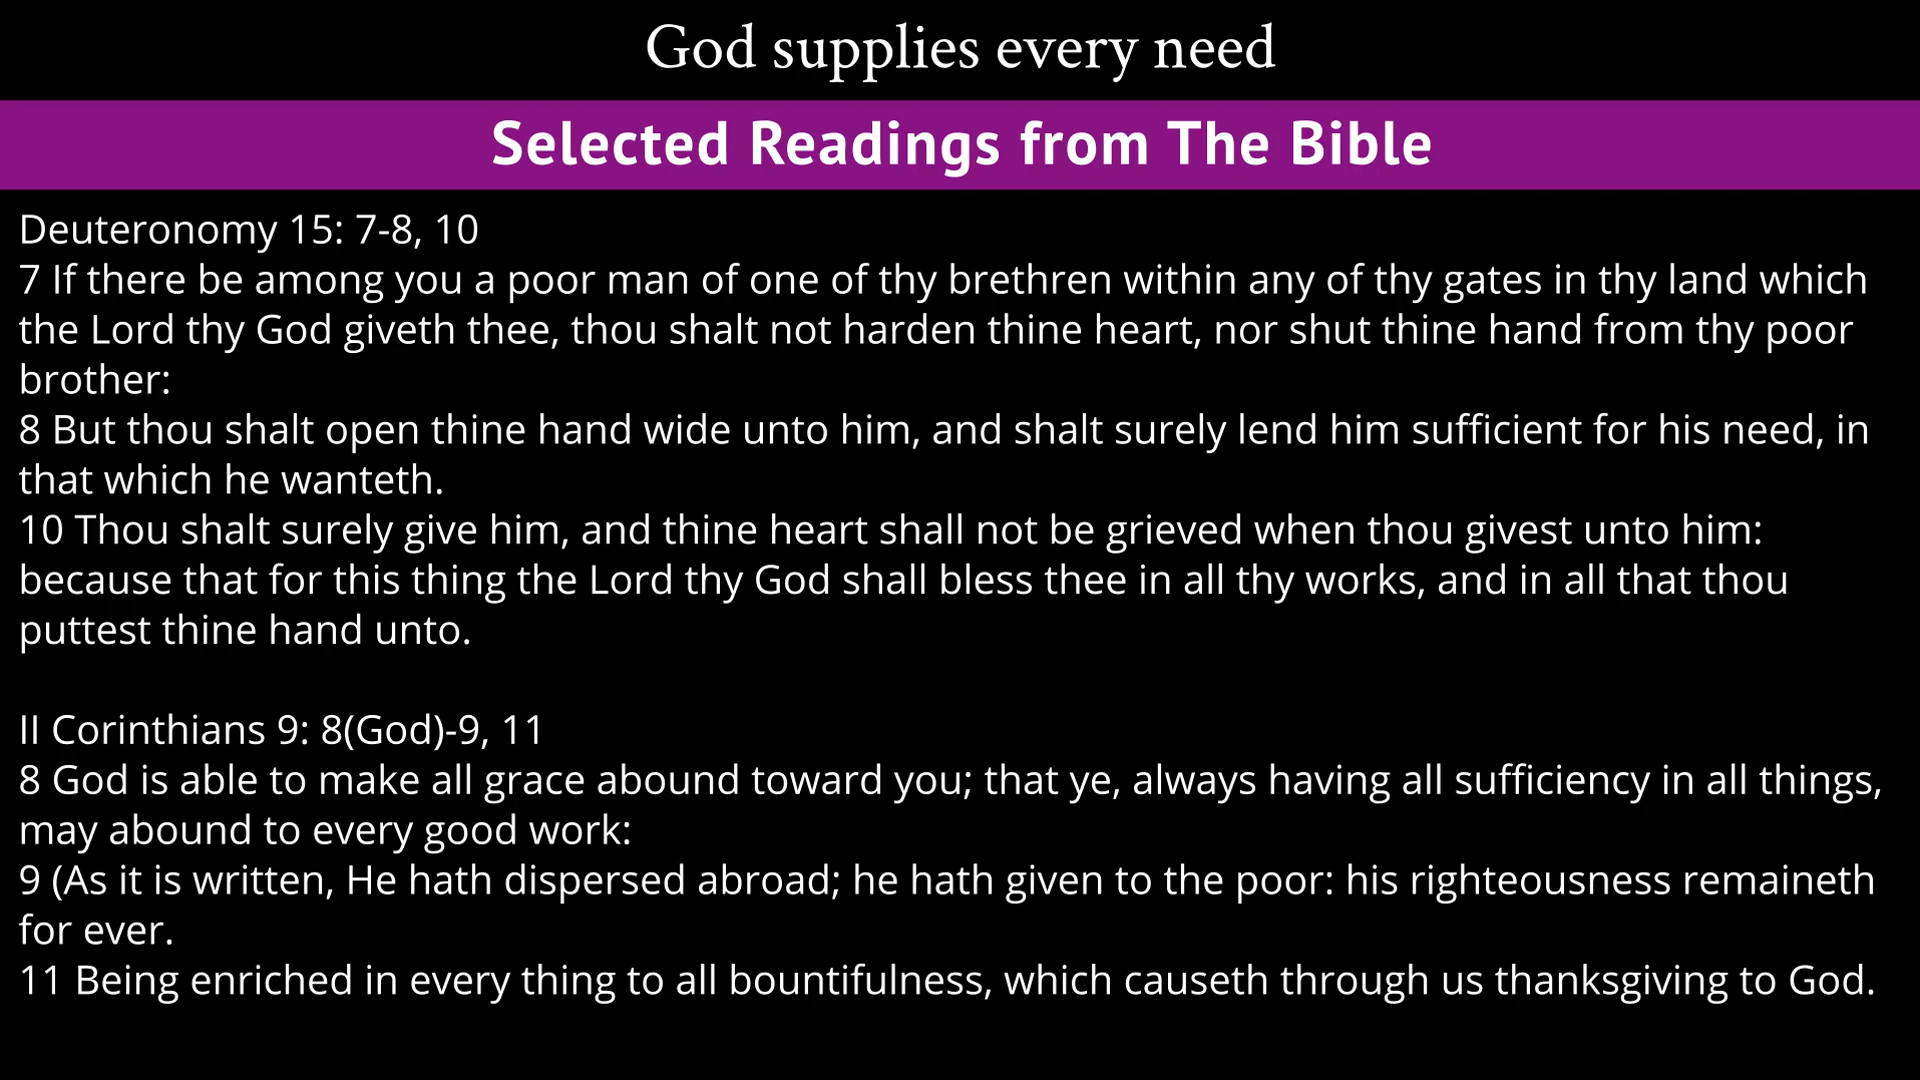 God supplies every need
Selected Readings from The Bible
Deuteronomy 15: 7-8, 10
7 If there be among you a poor man of one of thy brethren within any of thy gates in thy land which
the Lord thy God giveth thee, thou shalt not harden thine heart, nor shut thine hand from thy poor
brother:
8 But thou shalt open thine hand wide unto him, and shalt surely lend him sufficient for his need, in
that which he wanteth.
10 Thou shalt surely give him, and thine heart shall not be grieved when thou givest unto him:
because that for this thing the Lord thy God shall bless thee in all thy works, and in all that thou
puttest thine hand unto.
II Corinthians 9: 8(God)-9, 11
8 God is able to make all grace abound toward you; that ye, always having all sufficiency in all things,
may abound to every good work:
9 (As it is written, He hath dispersed abroad; he hath given to the poor: his righteousness remaineth
for ever.
11 Being enriched in every thing to all bountifulness, which causeth through us thanksgiving to God.